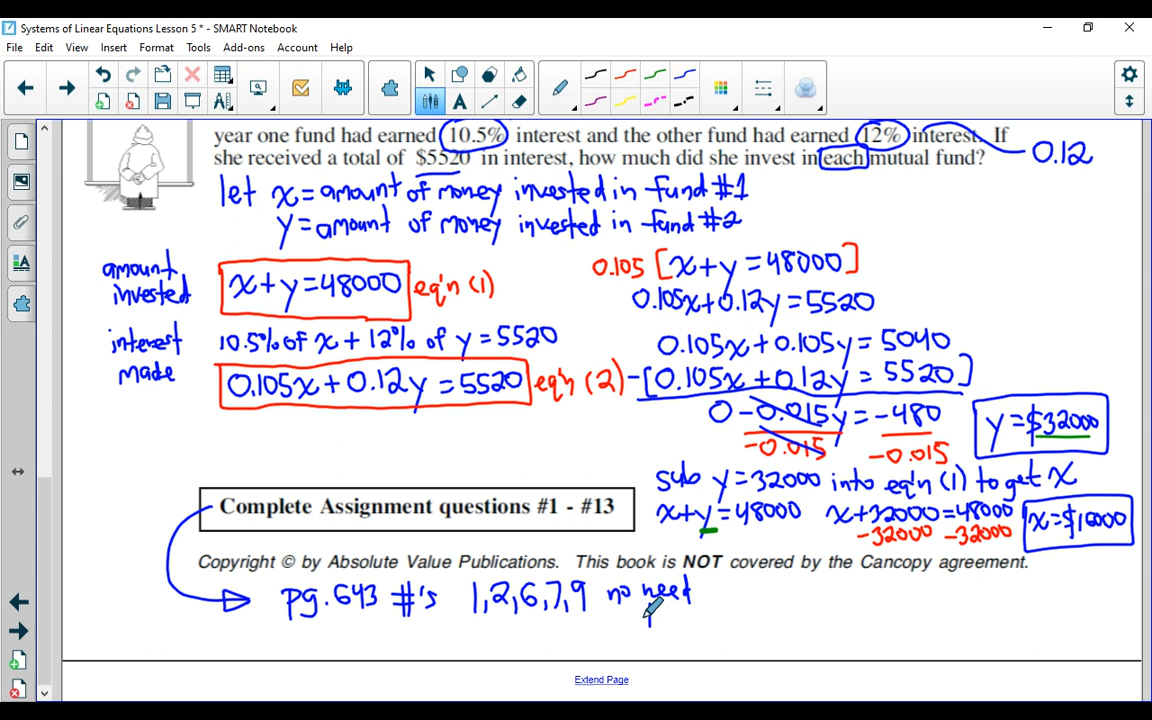 Systems of Linear Equations Lesson 5 * - SMART Notebook
File Edit View Insert Format Tools Add-ons Account Help
year one fund had earned 10.5% interest and the other fund had earned 12% interest. If
she received a total of $5520 in interest, how much did she invest in each mutual fund?
0.12
let x = amount of money invested in fund #1
y = amount of money invested in fund #2
amount
invested
x+y=48000 eq'n (1)
interest
made
10.5% of x + 12% of y = 5520
0.105x + 0.12y = 5520 eq'n (2)
0.105 [x+y=48000]
0.105x+0.12y=5520
0.105x+0.105y=5040
-[0.105x+0.12y=5520]
0-0.015y=-480
-0.015 -0.015
y=$32000
sub y=32000 into eq'n (1) to get x
x+y=48000 x+32000=48000
-32000 -32000
x=$16000
Complete Assignment questions #1 - #13
Copyright © by Absolute Value Publications. This book is NOT covered by the Cancopy agreement.
pg.643 #'s 1,2,6,7,9 no need
Extend Page